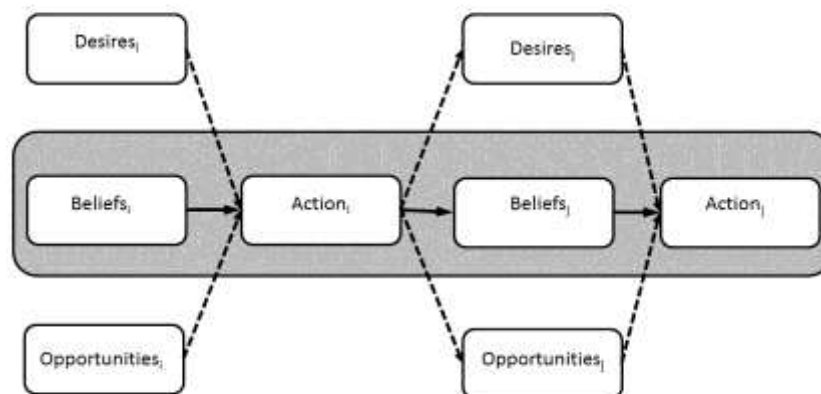 Desiresᵢ
Desiresⱼ
Beliefsᵢ
Actionᵢ
Beliefsⱼ
Actionⱼ
Opportunitiesᵢ
Opportunitiesⱼ